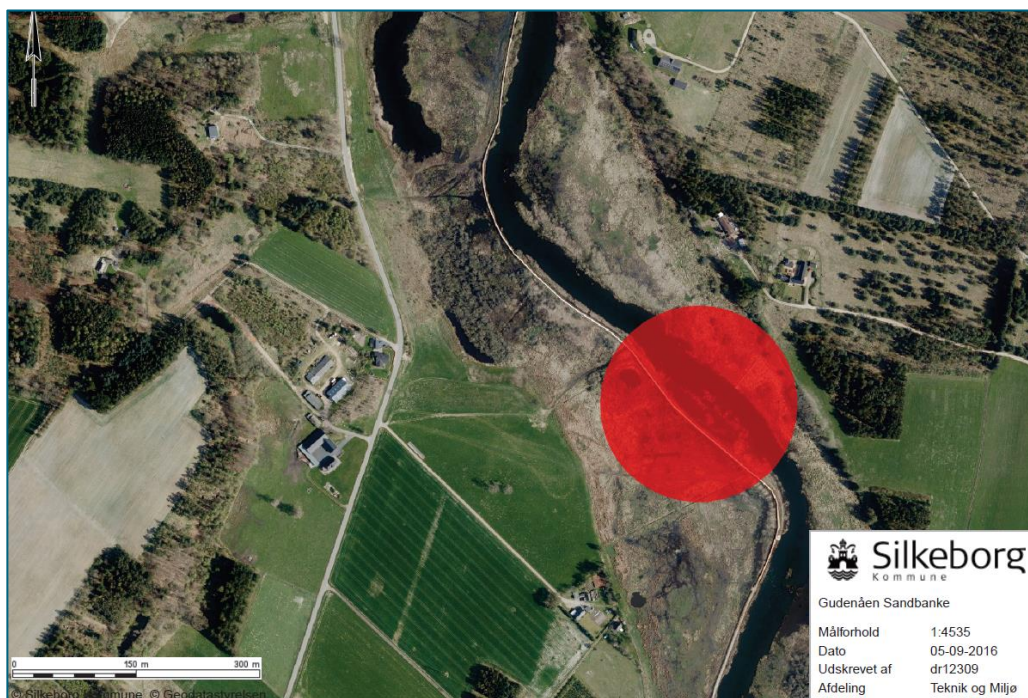 Silkeborg
Kommune
Gudenåen Sandbanke
Målforhold 1:4535
Dato 05-09-2016
Udskrevet af dr12309
Afdeling Teknik og Miljø
0 150 m 300 m
© Silkeborg Kommune, © Geodatastyrelsen